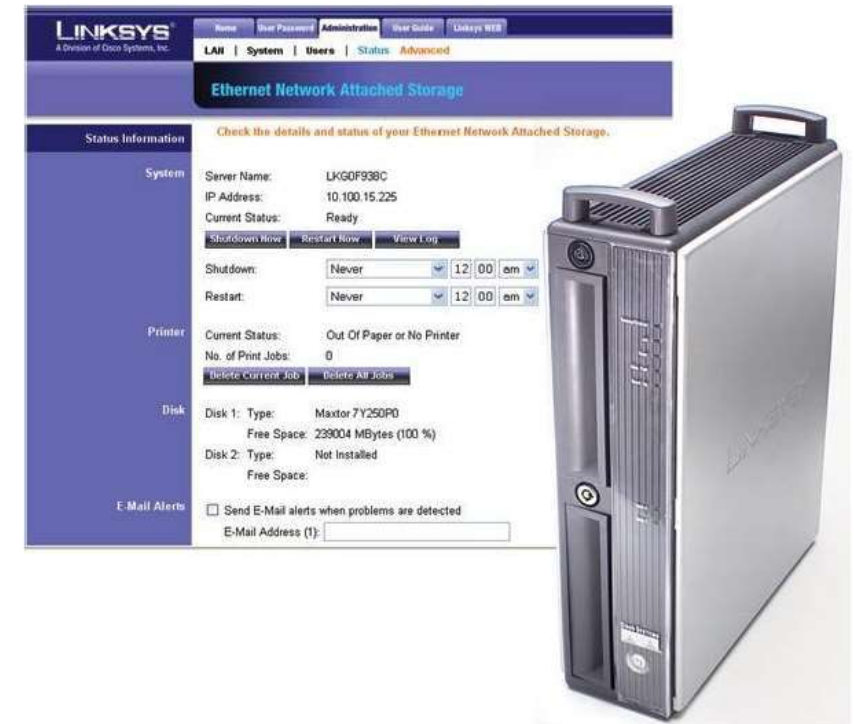 LINKSYS®
A Division of Cisco Systems, Inc.
Home User Password Administration User Guide Linksys WEB
LAN | System | Users | Status Advanced
Ethernet Network Attached Storage
Status Information
Check the details and status of your Ethernet Network Attached Storage.
System
Server Name: LKG0F938C
IP Address: 10.100.15.225
Current Status: Ready
Shutdown Now Restart Now View Log
Shutdown: Never 12 00 am
Restart: Never 12 00 am
Printer
Current Status: Out Of Paper or No Printer
No. of Print Jobs: 0
Delete Current Job Delete All Jobs
Disk
Disk 1: Type: Maxtor 7Y250P0
Free Space: 239004 MBytes (100 %)
Disk 2: Type: Not Installed
Free Space:
E-Mail Alerts
Send E-Mail alerts when problems are detected
E-Mail Address (1):
LINKSYS
Cisco Systems